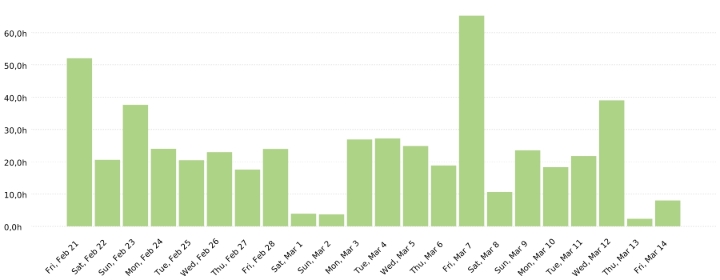 60,0h
50,0h
40,0h
30,0h
20,0h
10,0h
0,0h
Fri, Feb 21
Sat, Feb 22
Sun, Feb 23
Mon, Feb 24
Tue, Feb 25
Wed, Feb 26
Thu, Feb 27
Fri, Feb 28
Sat, Mar 1
Sun, Mar 2
Mon, Mar 3
Tue, Mar 4
Wed, Mar 5
Thu, Mar 6
Fri, Mar 7
Sat, Mar 8
Sun, Mar 9
Mon, Mar 10
Tue, Mar 11
Wed, Mar 12
Thu, Mar 13
Fri, Mar 14